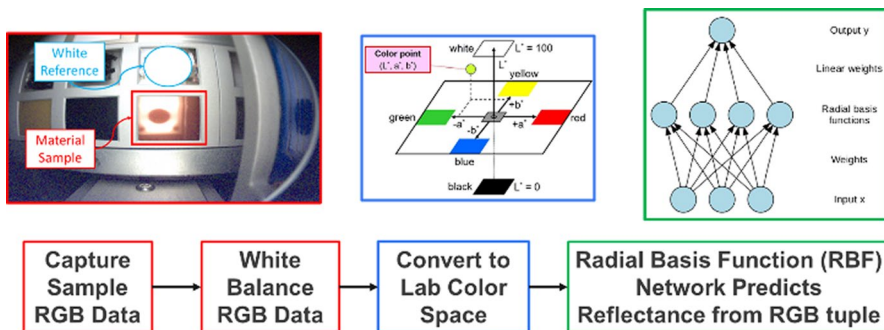 White
Reference
Material
Sample
Color point
(L*, a*, b*)
white
L* = 100
L*
yellow
+b*
green
-a*
+a*
red
-b*
blue
black
L* = 0
Output y
Linear weights
Radial basis
functions
Weights
Input x
Capture
Sample
RGB Data
White
Balance
RGB Data
Convert to
Lab Color
Space
Radial Basis Function (RBF)
Network Predicts
Reflectance from RGB tuple